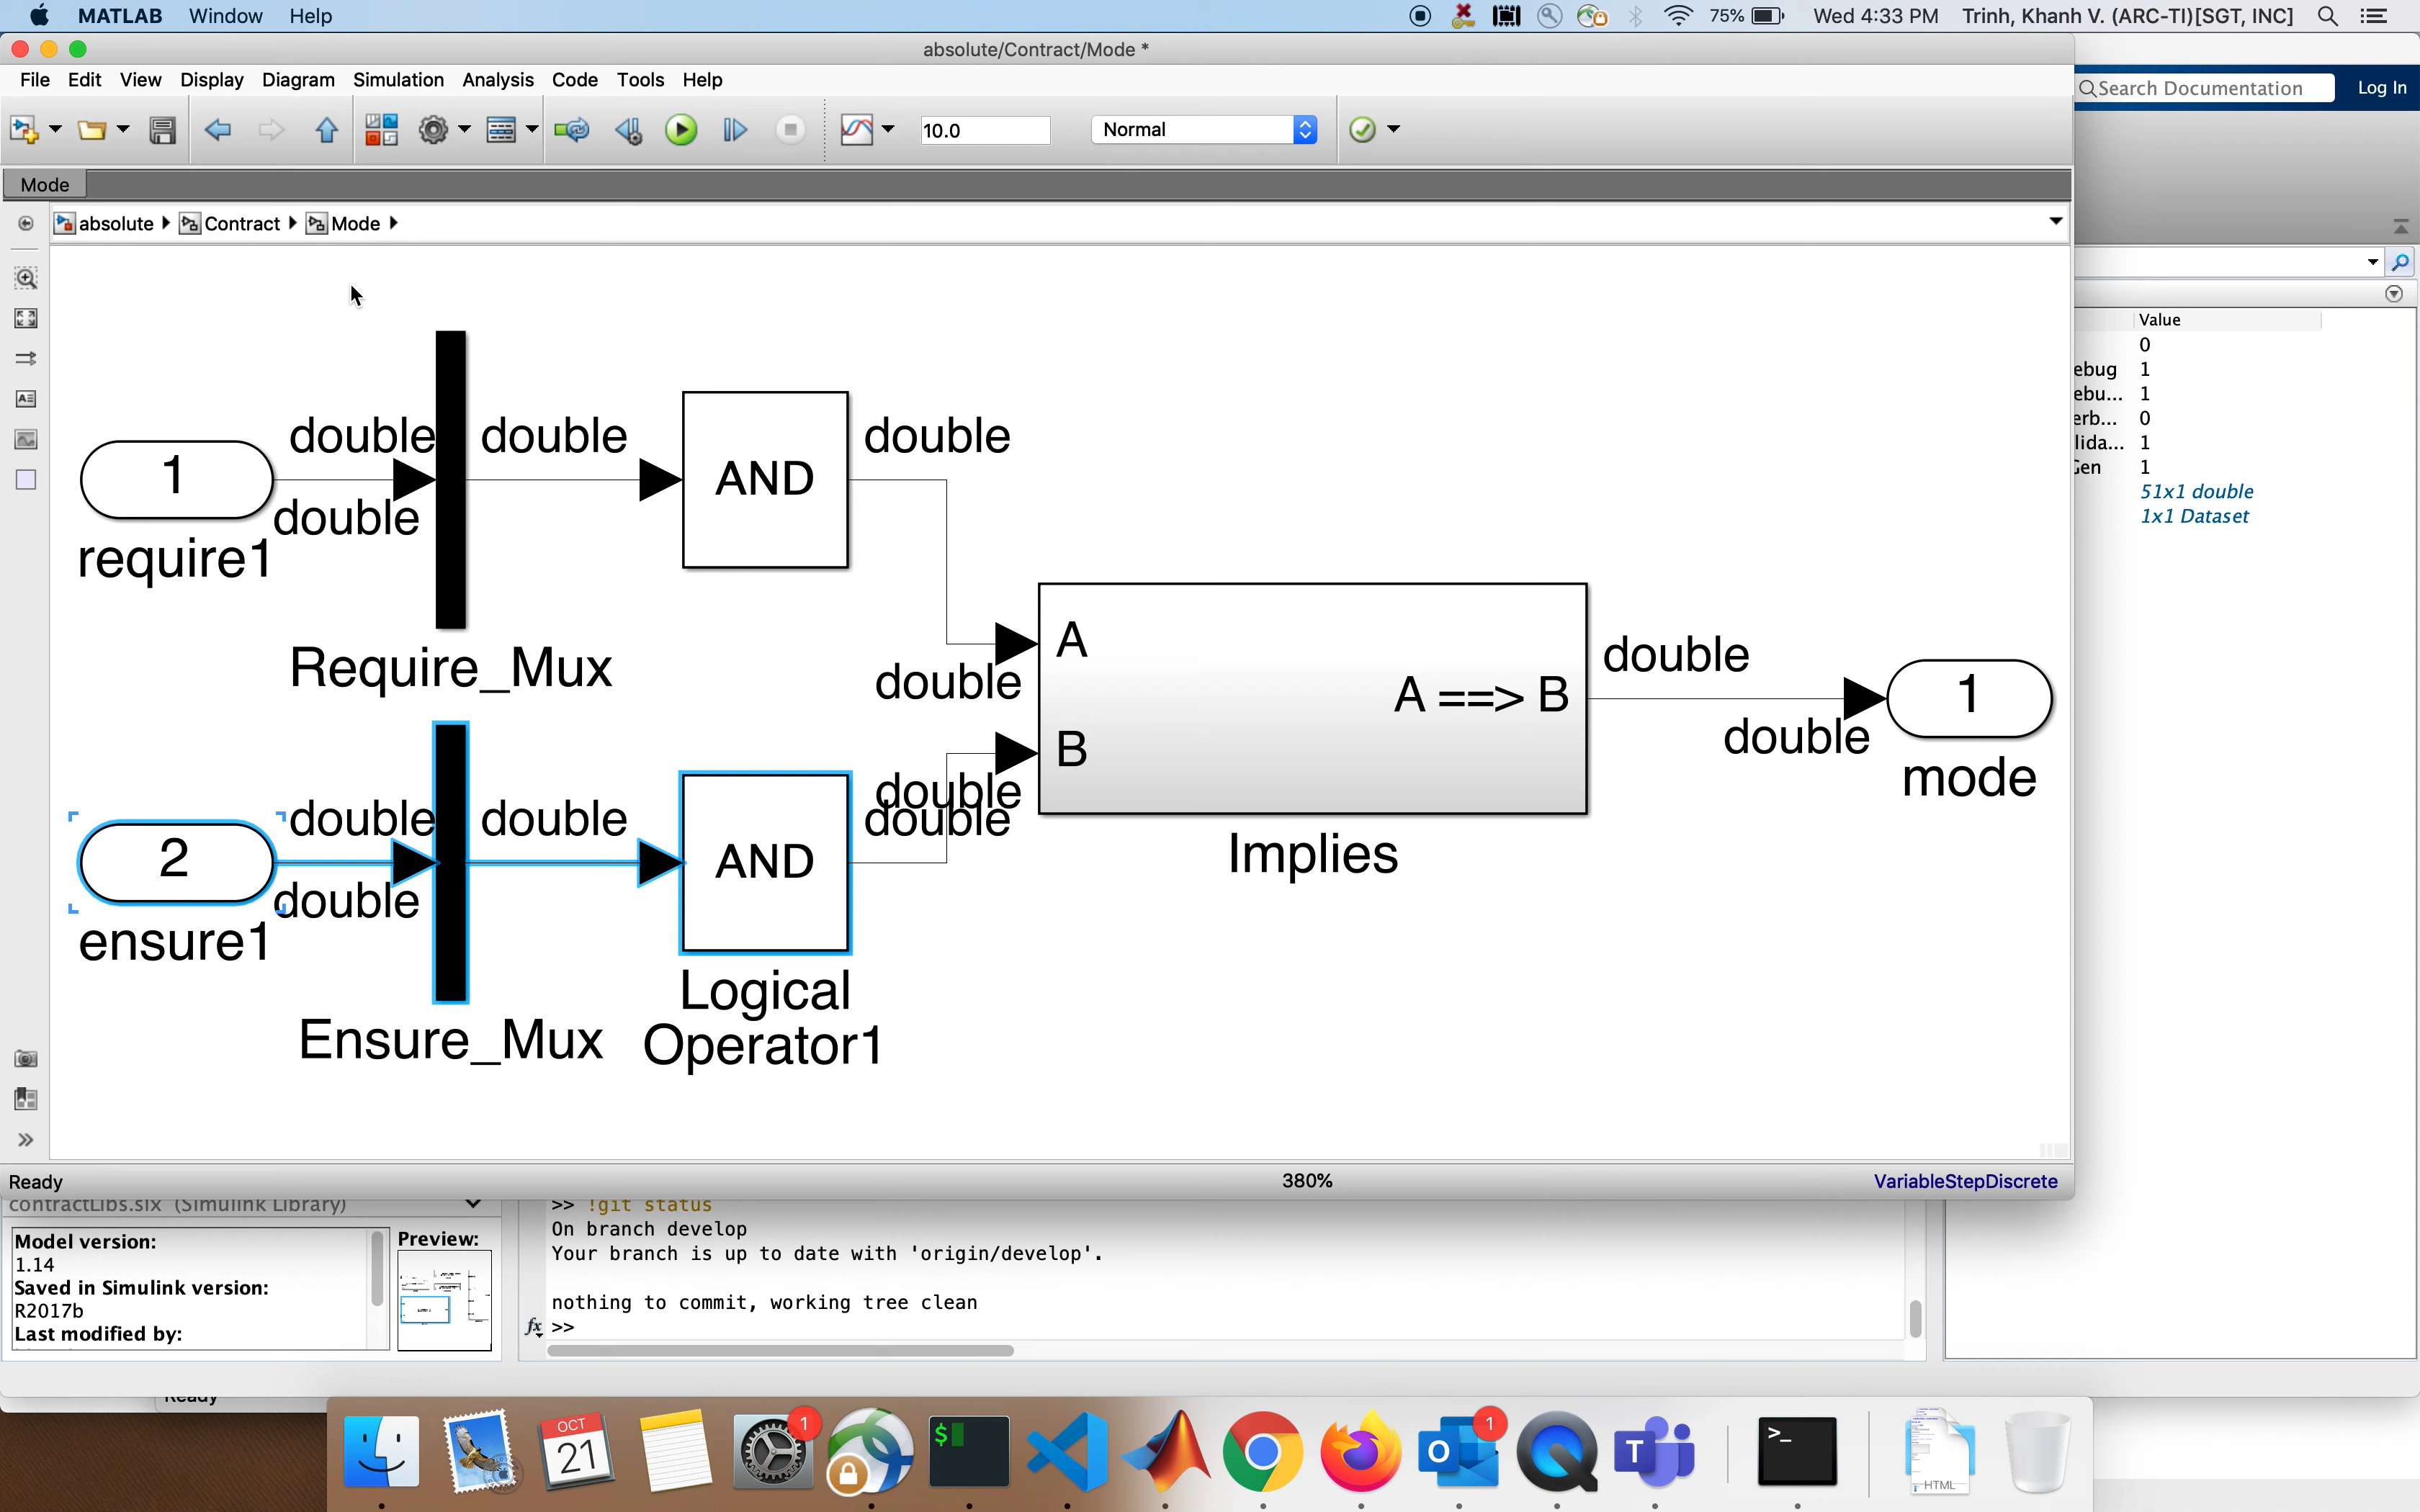 MATLAB Window Help
75% Wed 4:33 PM Trinh, Khanh V. (ARC-TI)[SGT, INC]
absolute/Contract/Mode *
File Edit View Display Diagram Simulation Analysis Code Tools Help
Search Documentation Log In
10.0 Normal
Mode
absolute Contract Mode
Value
0
ebug 1
ebu... 1
erb... 0
lida... 1
Gen 1
51x1 double
1x1 Dataset
double double double
1 AND
double
require1
Require_Mux
A
double
A ==> B
double
1
double
mode
B
double
Implies
double double double
2 AND
double
ensure1
Ensure_Mux
Logical
Operator1
Ready 380% VariableStepDiscrete
contractLibs.slx (Simulink Library)
Model version:
1.14
Saved in Simulink version:
R2017b
Last modified by:
Preview:
>> !git status
On branch develop
Your branch is up to date with 'origin/develop'.
nothing to commit, working tree clean
fx >>
Ready
OCT
21
1
$
O
1
T
>_
HTML